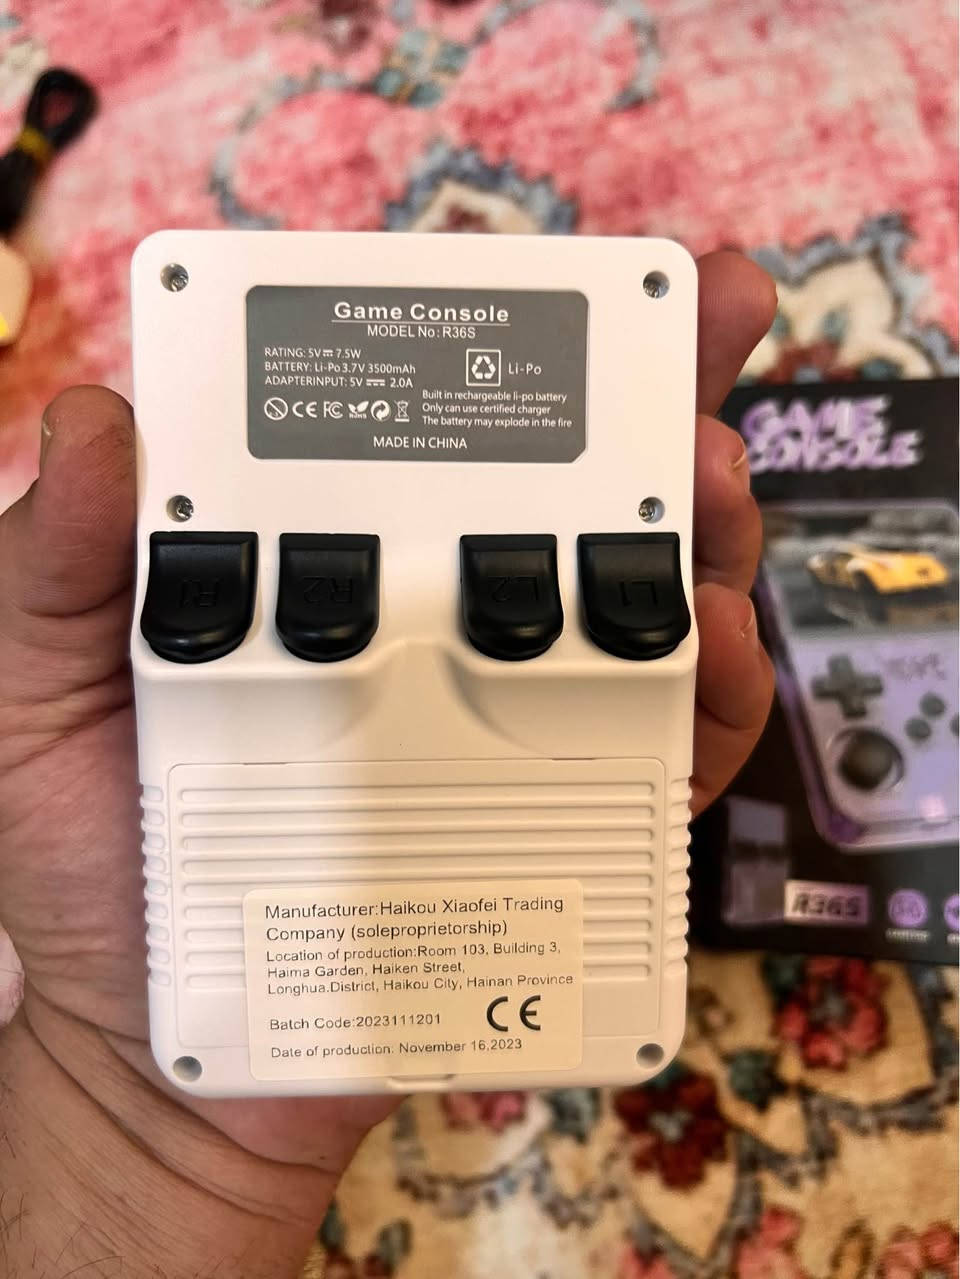 Game Console
MODEL No: R36S
RATING: 5V⎓ 7.5W
BATTERY: Li-Po 3.7V 3500mAh
ADAPTERINPUT: 5V ⎓ 2.0A
Li-Po
CE FC RoHS
Built in rechargeable li-po battery
Only can use certified charger
The battery may explode in the fire
MADE IN CHINA
R1 R2 L2 L1
Manufacturer:Haikou Xiaofei Trading
Company (soleproprietorship)
Location of production:Room 103, Building 3,
Haima Garden, Haiken Street,
Longhua.District, Haikou City, Hainan Province
Batch Code:2023111201
CE
Date of production: November 16,2023
GAME
CONSOLE
R36S